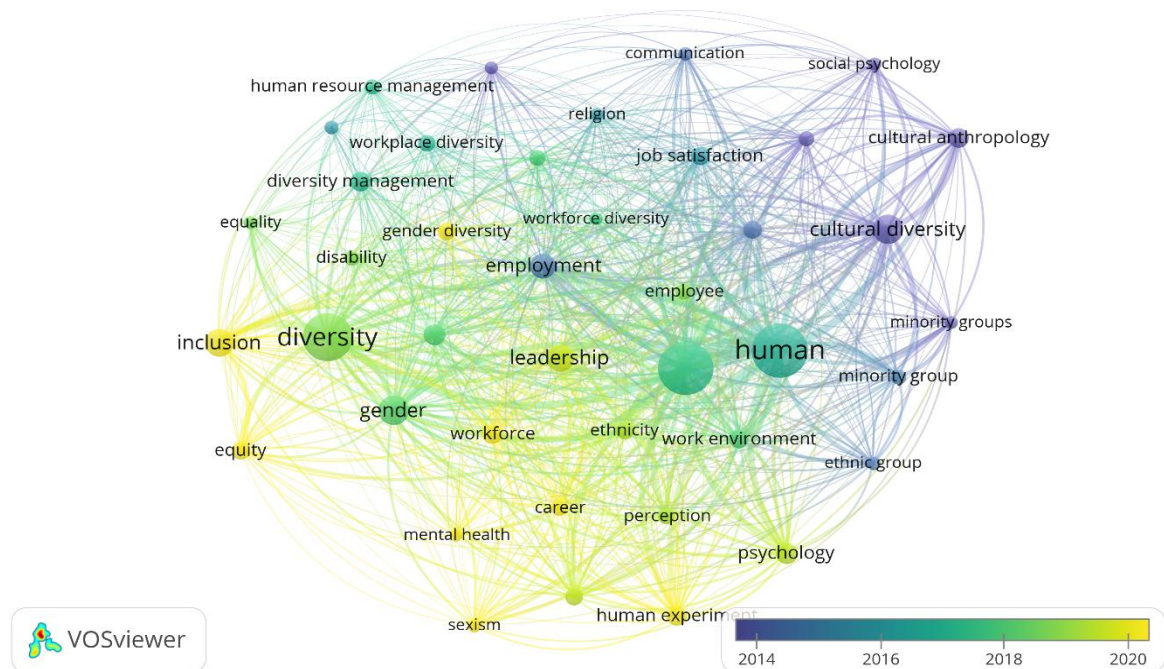 communication
social psychology
human resource management
religion
cultural anthropology
workplace diversity
job satisfaction
diversity management
equality
workforce diversity
cultural diversity
gender diversity
disability
employment
employee
minority groups
diversity
inclusion
human
leadership
minority group
gender
workforce
ethnicity
work environment
equity
ethnic group
career
perception
mental health
psychology
human experiment
sexism
VOSviewer
2014 2016 2018 2020